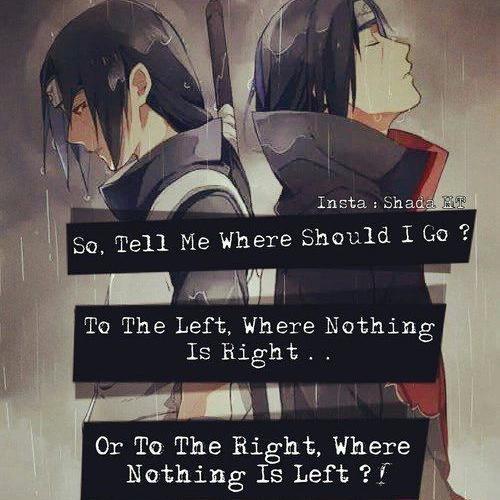 Insta : Shada HT
So, Tell Me Where Should I Go ?
To The Left, Where Nothing
Is Right . .
Or To The Right, Where
Nothing Is Left ? !